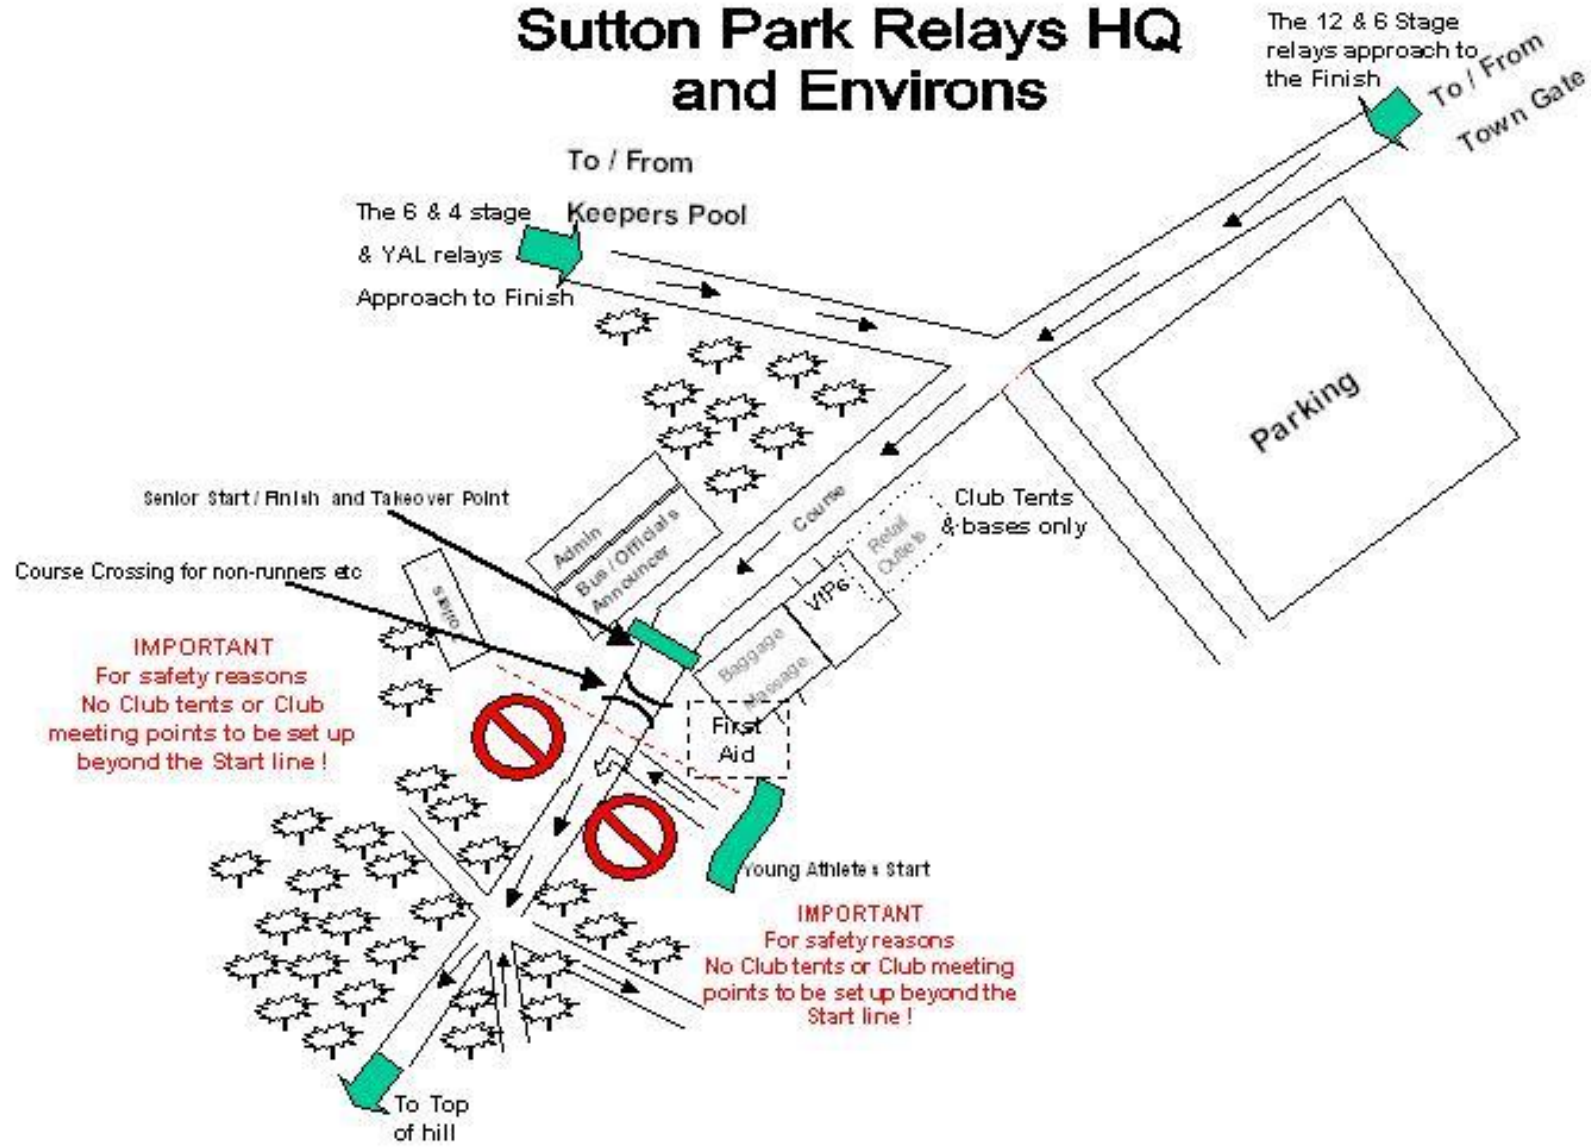 Sutton Park Relays HQ
and Environs
The 12 & 6 Stage
relays approach to
the Finish
To / From
Town Gate
To / From
Keepers Pool
The 6 & 4 stage
& YAL relays
Approach to Finish
Parking
Senior Start / Finish and Takeover Point
Course
Club Tents
& bases only
Retail
Outlets
Admin
Bus / Officials
Announcer
VIPs
Course Crossing for non-runners etc
Toilets
Baggage
Massage
IMPORTANT
For safety reasons
No Club tents or Club
meeting points to be set up
beyond the Start line !
First
Aid
Young Athletes Start
IMPORTANT
For safety reasons
No Club tents or Club meeting
points to be set up beyond the
Start line !
To Top
of hill